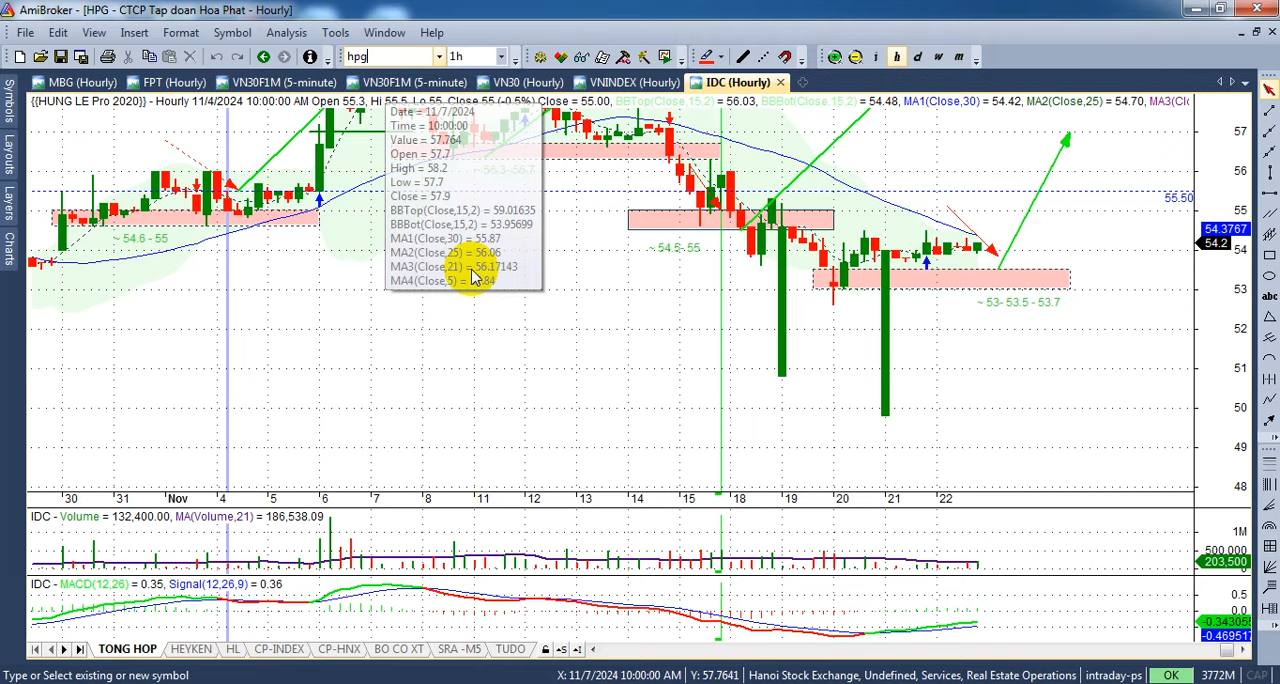 AmiBroker - [HPG - CTCP Tap doan Hoa Phat - Hourly]
File Edit View Insert Format Symbol Analysis Tools Window Help
hpg 1h i h d w m
MBG (Hourly) FPT (Hourly) VN30F1M (5-minute) VN30F1M (5-minute) VN30 (Hourly) VNINDEX (Hourly) IDC (Hourly)
{{HUNG LE Pro 2020}} - Hourly 11/4/2024 10:00:00 AM Open 55.3, Hi 55.5, Lo 55, Close 55 (-0.5%) Close = 55.00, BBTop(Close,15,2) = 56.03, BBBot(Close,15,2) = 54.48, MA1(Close,30) = 54.42, MA2(Close,25) = 54.70, MA3(Clc
Symbols
Layouts
Layers
Charts
Date = 11/7/2024
Time = 10:00:00
Value = 57.764
Open = 57.7
High = 58.2
Low = 57.7
Close = 57.9
BBTop(Close,15,2) = 59.01635
BBBot(Close,15,2) = 53.95699
MA1(Close,30) = 55.87
MA2(Close,25) = 56.06
MA3(Close,21) = 56.17143
MA4(Close,5) =
~ 54.6 - 55
~ 56.3- 56.7
~ 54.5- 55
~ 53- 53.5 - 53.7
57
56
55.50
55
54.3767
54.2
54
53
52
51
50
49
48
30 31 Nov 4 5 6 7 8 11 12 13 14 15 18 19 20 21 22
IDC - Volume = 132,400.00, MA(Volume,21) = 186,538.09
1M
500,000
203,500
IDC - MACD(12,26) = 0.35, Signal(12,26,9) = 0.36
0.5
0.0
-0.343055
-0.469517
TONG HOP HEYKEN HL CP-INDEX CP-HNX BO CO XT SRA -M5 TUDO
Type or Select existing or new symbol X: 11/7/2024 10:00:00 AM Y: 57.7641 Hanoi Stock Exchange, Undefined, Services, Real Estate Operations intraday-ps OK 3772M CAP